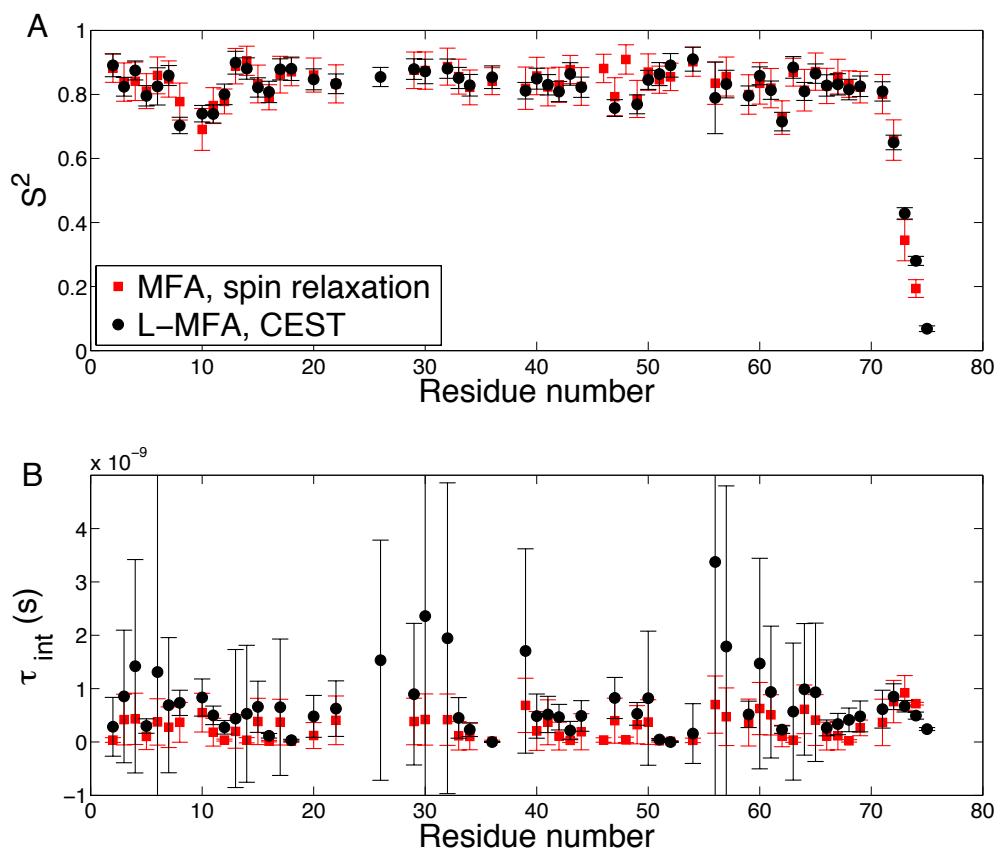 A
1
0.8
0.6
0.4
0.2
0
S²
MFA, spin relaxation
L−MFA, CEST
0 10 20 30 40 50 60 70 80
Residue number
B
x 10⁻⁹
4
3
2
1
0
−1
τ int (s)
0 10 20 30 40 50 60 70 80
Residue number